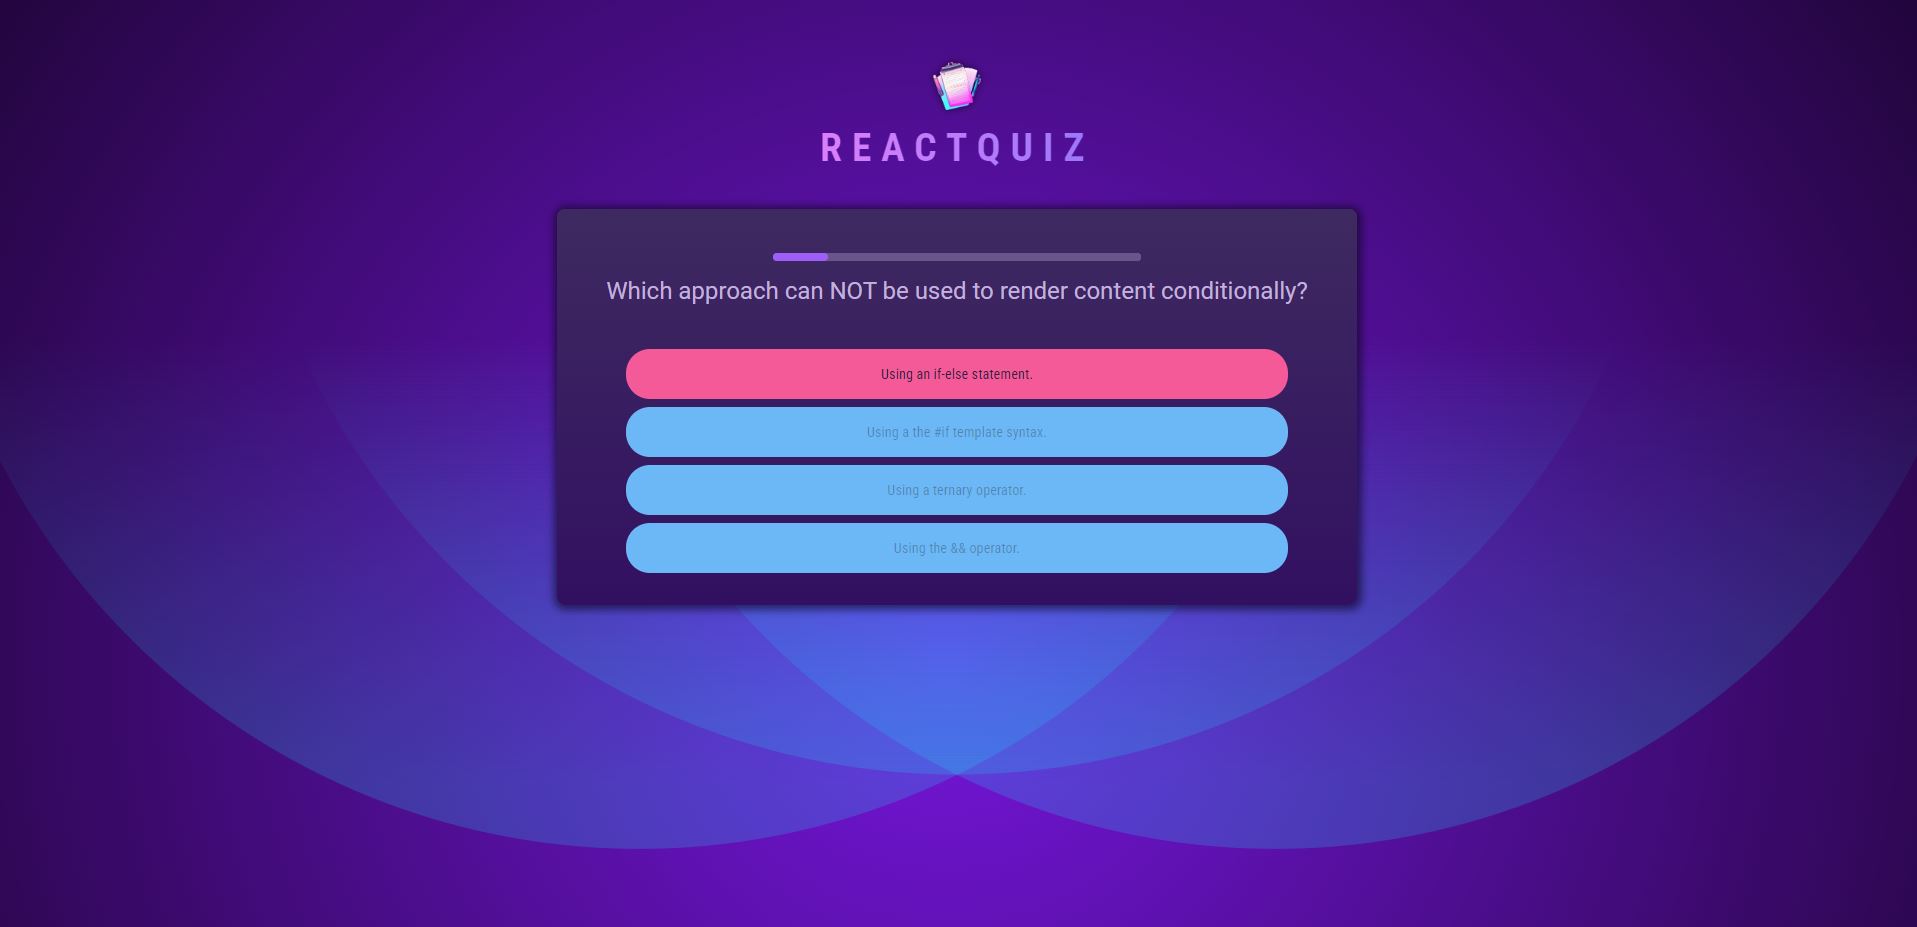 REACTQUIZ
Which approach can NOT be used to render content conditionally?
Using an if-else statement.
Using a the #if template syntax.
Using a ternary operator.
Using the && operator.